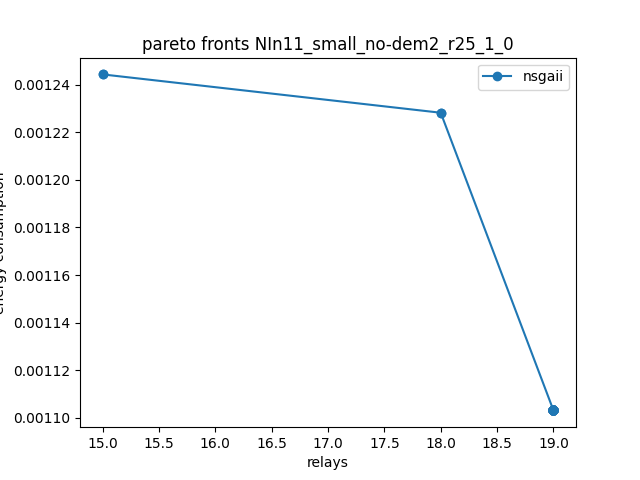 pareto fronts NIn11_small_no-dem2_r25_1_0
nsgaii
0.00124
0.00122
0.00120
0.00118
0.00116
0.00114
0.00112
0.00110
energy consumption
15.0 15.5 16.0 16.5 17.0 17.5 18.0 18.5 19.0
relays